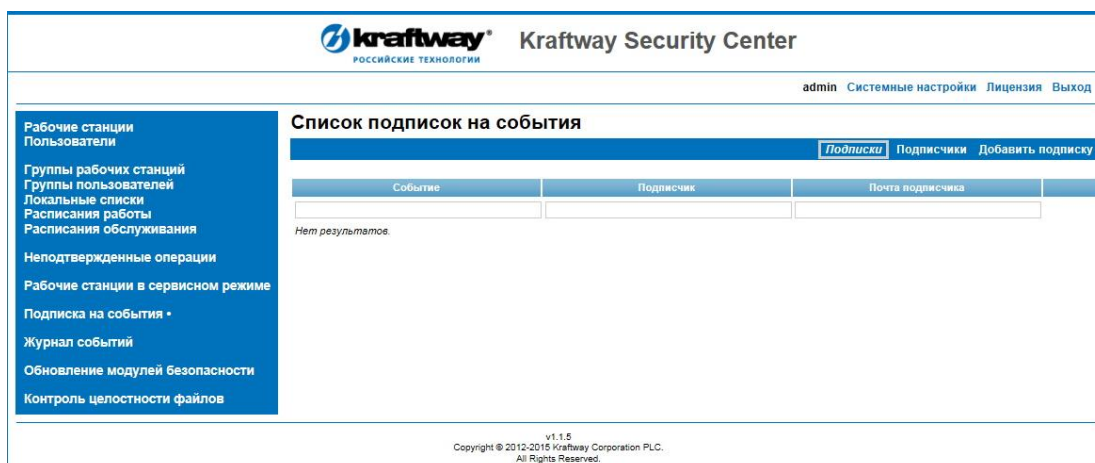 kraftway®
РОССИЙСКИЕ ТЕХНОЛОГИИ
Kraftway Security Center
admin Системные настройки Лицензия Выход
Рабочие станции
Пользователи
Группы рабочих станций
Группы пользователей
Локальные списки
Расписания работы
Расписания обслуживания
Неподтвержденные операции
Рабочие станции в сервисном режиме
Подписка на события •
Журнал событий
Обновление модулей безопасности
Контроль целостности файлов
Список подписок на события
Подписки Подписчики Добавить подписку
Событие Подписчик Почта подписчика
Нет результатов.
v1.1.5
Copyright © 2012-2015 Kraftway Corporation PLC.
All Rights Reserved.